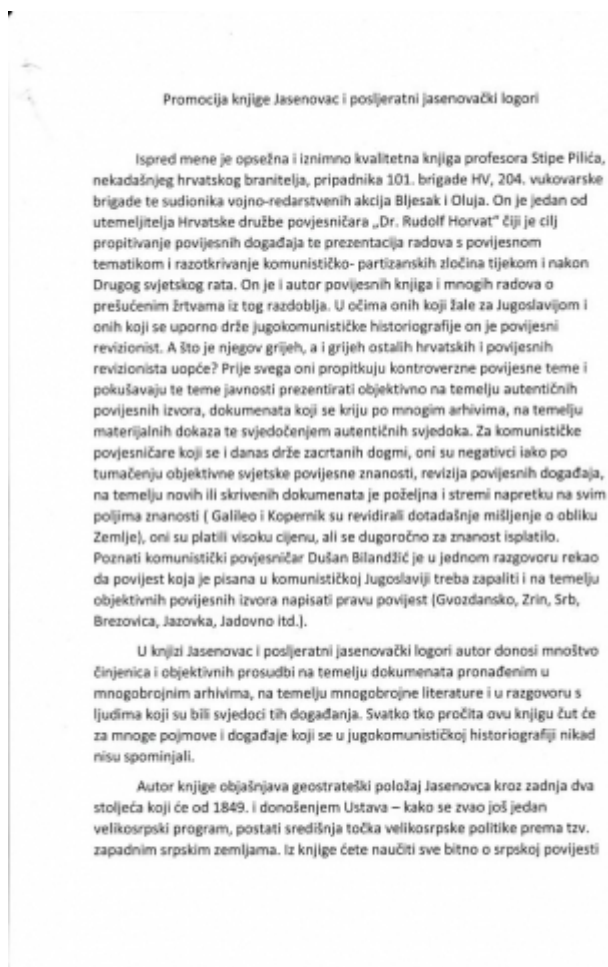 Promocija knjige Jasenovac i posljeratni jasenovački logori
Ispred mene je opsežna i iznimno kvalitetna knjiga profesora Stipe Pilića,
nekadašnjeg hrvatskog branitelja, pripadnika 101. brigade HV, 204. vukovarske
brigade te sudionika vojno-redarstvenih akcija Bljesak i Oluja. On je jedan od
utemeljitelja Hrvatske družbe povjesničara „Dr. Rudolf Horvat" čiji je cilj
propitivanje povijesnih događaja te prezentacija radova s povijesnom
tematikom i razotkrivanje komunističko- partizanskih zločina tijekom i nakon
Drugog svjetskog rata. On je i autor povijesnih knjiga i mnogih radova o
prešućenim žrtvama iz tog razdoblja. U očima onih koji žale za Jugoslavijom i
onih koji se uporno drže jugokomunističke historiografije on je povijesni
revizionist. A što je njegov grijeh, a i grijeh ostalih hrvatskih i povijesnih
revizionista uopće? Prije svega oni propitkuju kontroverzne povijesne teme i
pokušavaju te teme javnosti prezentirati objektivno na temelju autentičnih
povijesnih izvora, dokumenata koji se kriju po mnogim arhivima, na temelju
materijalnih dokaza te svjedočenjem autentičnih svjedoka. Za komunističke
povjesničare koji se i danas drže zacrtanih dogmi, oni su negativci iako po
tumačenju objektivne svjetske povijesne znanosti, revizija povijesnih događaja,
na temelju novih ili skrivenih dokumenata je poželjna i stremi napretku na svim
poljima znanosti ( Galileo i Kopernik su revidirali dotadašnje mišljenje o obliku
Zemlje), oni su platili visoku cijenu, ali se dugoročno za znanost isplatilo.
Poznati komunistički povjesničar Dušan Bilandžić je u jednom razgovoru rekao
da povijest koja je pisana u komunističkoj Jugoslaviji treba zapaliti i na temelju
objektivnih povijesnih izvora napisati pravu povijest (Gvozdansko, Zrin, Srb,
Brezovica, Jazovka, Jadovno itd.).
U knjizi Jasenovac i posljeratni jasenovački logori autor donosi mnoštvo
činjenica i objektivnih prosudbi na temelju dokumenata pronađenim u
mnogobrojnim arhivima, na temelju mnogobrojne literature i u razgovoru s
ljudima koji su bili svjedoci tih događanja. Svatko tko pročita ovu knjigu čut će
za mnoge pojmove i događaje koji se u jugokomunističkoj historiografiji nikad
nisu spominjali.
Autor knjige objašnjava geostrateški položaj Jasenovca kroz zadnja dva
stoljeća koji će od 1849. i donošenjem Ustava – kako se zvao još jedan
velikosrpski program, postati središnja točka velikosrpske politike prema tzv.
zapadnim srpskim zemljama. Iz knjige ćete naučiti sve bitno o srpskoj povijesti